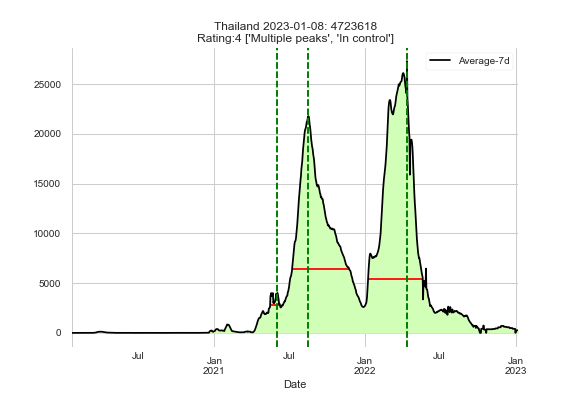 Thailand 2023-01-08: 4723618
Rating:4 ['Multiple peaks', 'In control']
Average-7d
25000
20000
15000
10000
5000
0
Jul
Jan
2021
Jul
Jan
2022
Jul
Jan
2023
Date